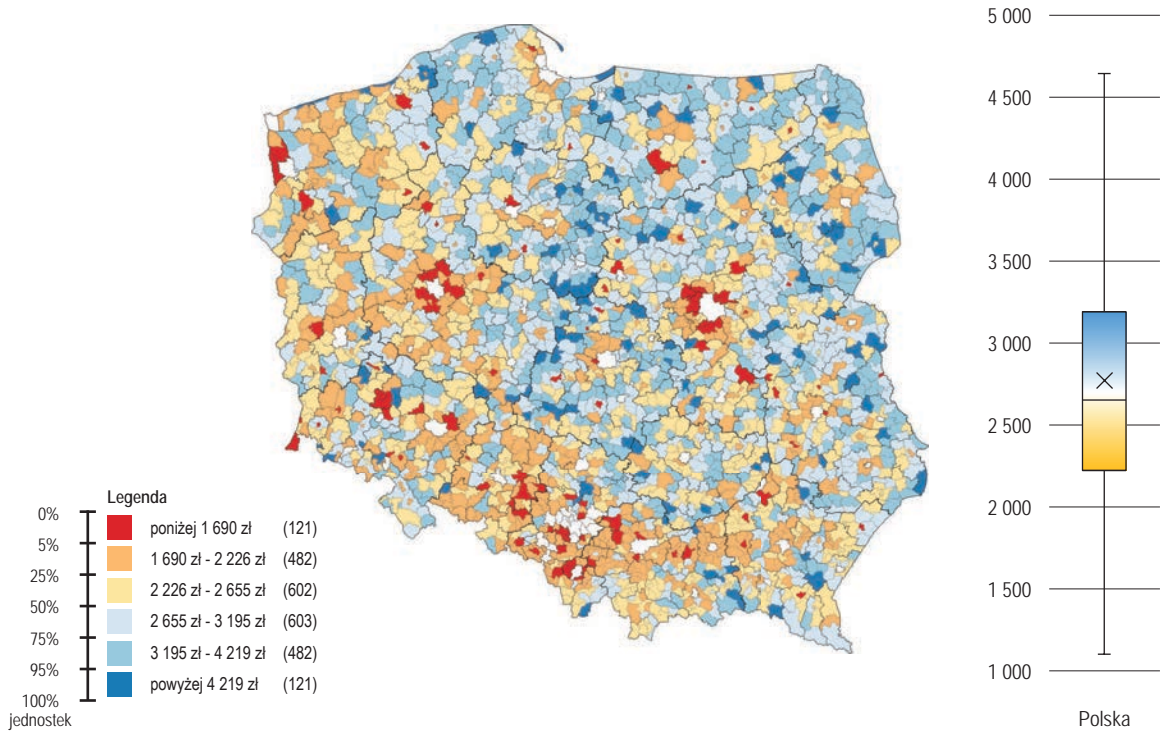 Legenda
0%
5%
25%
50%
75%
95%
100%
jednostek
poniżej 1 690 zł (121)
1 690 zł - 2 226 zł (482)
2 226 zł - 2 655 zł (602)
2 655 zł - 3 195 zł (603)
3 195 zł - 4 219 zł (482)
powyżej 4 219 zł (121)
5 000
4 500
4 000
3 500
3 000
2 500
2 000
1 500
1 000
Polska